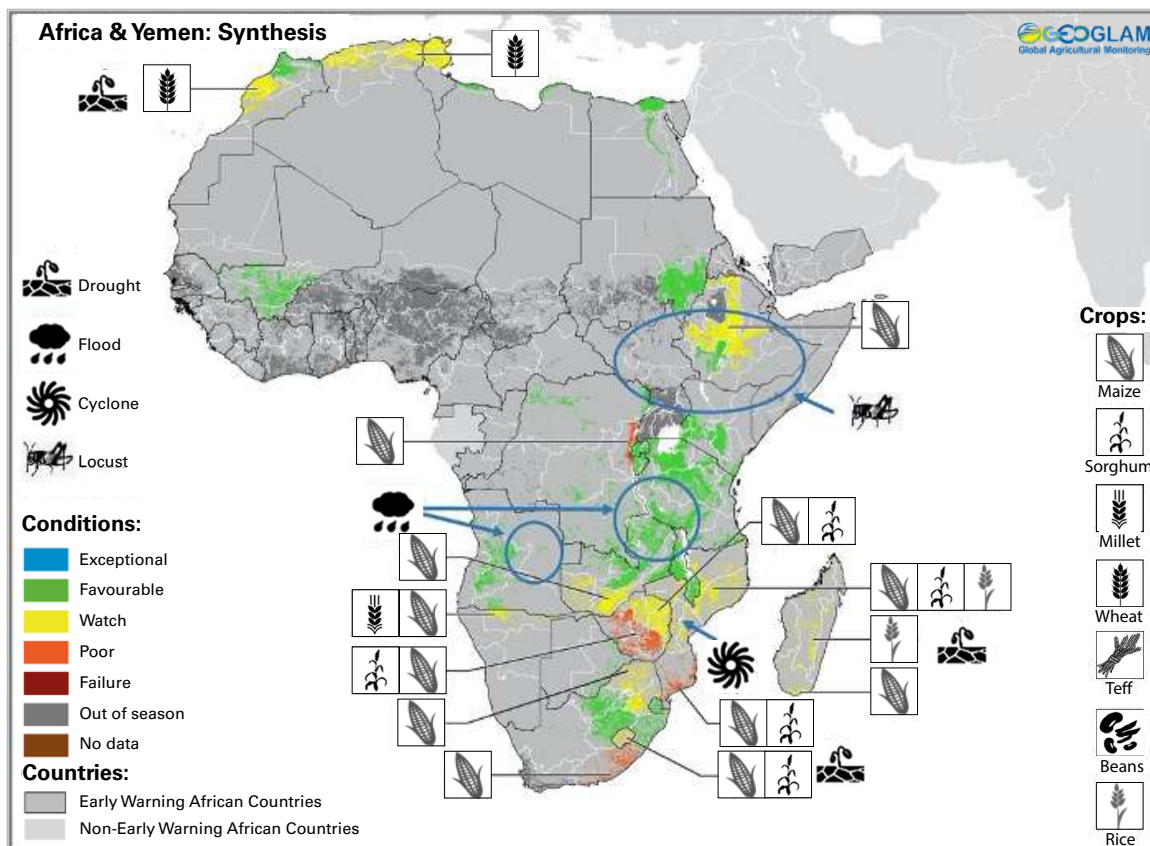 Africa & Yemen: Synthesis
GEOGLAM
Global Agricultural Monitoring
Drought
Flood
Cyclone
Locust
Conditions:
Exceptional
Favourable
Watch
Poor
Failure
Out of season
No data
Countries:
Early Warning African Countries
Non-Early Warning African Countries
Crops:
Maize
Sorghum
Millet
Wheat
Teff
Beans
Rice